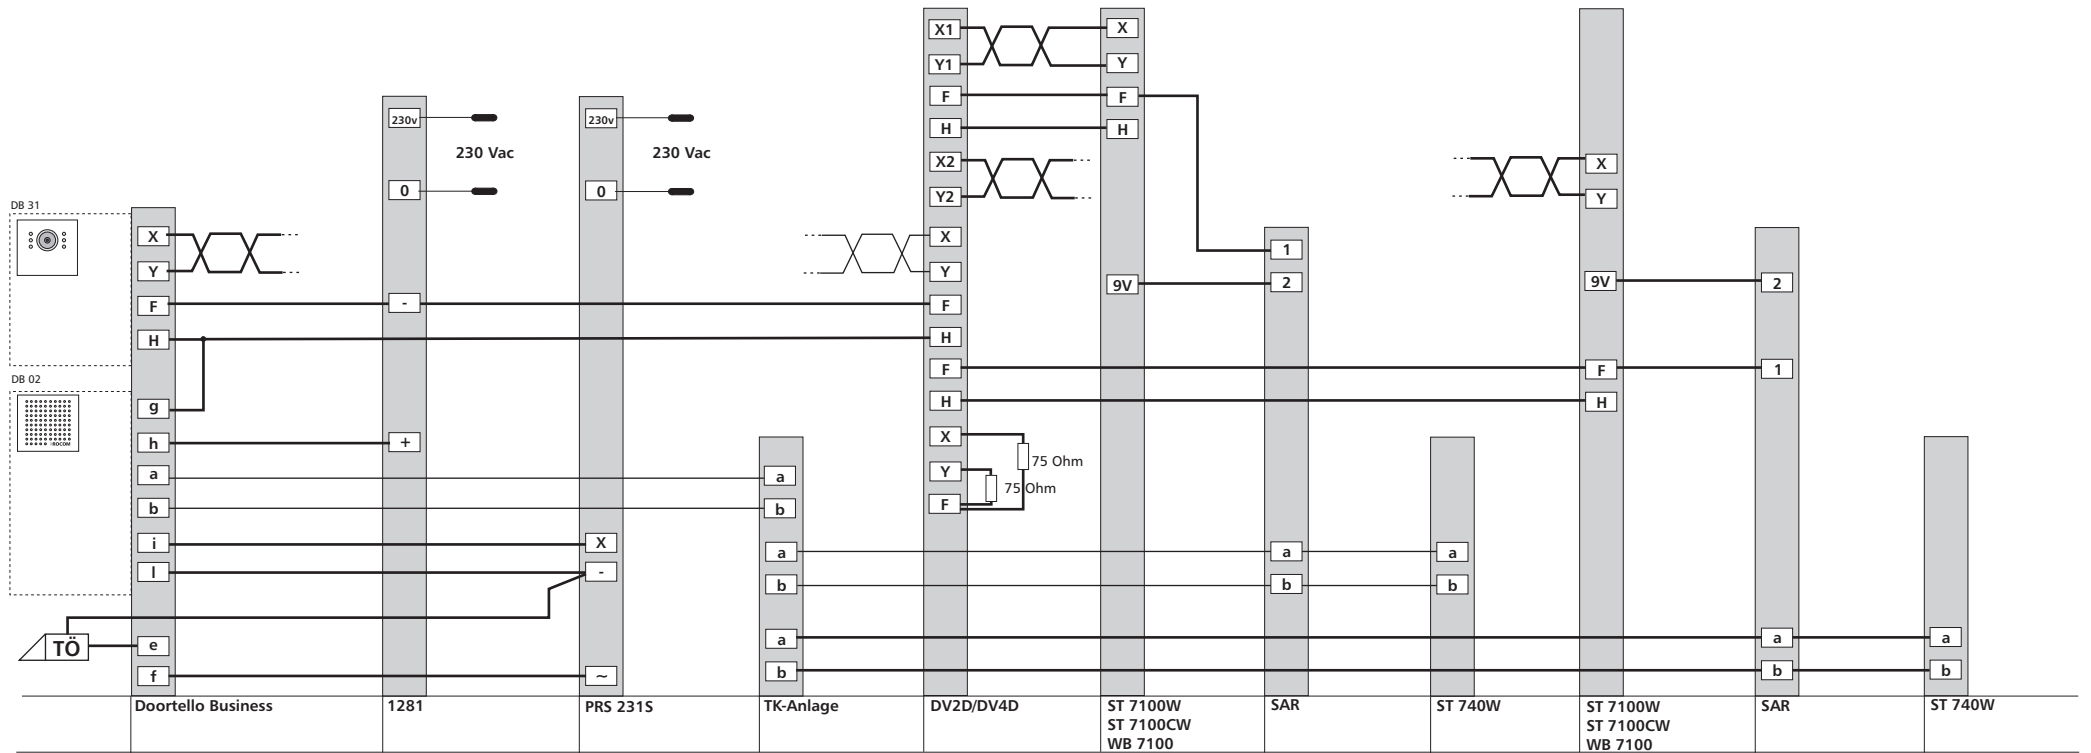 DB 31
X
Y
F
H
DB 02
g
h
a
b
i
l
TÖ
e
f
Doortello Business
230v
230 Vac
0
-
+
1281
230v
230 Vac
0
X
-
~
PRS 231S
a
b
a
b
a
b
TK-Anlage
X1
Y1
F
H
X2
Y2
X
Y
F
H
F
H
X
75 Ohm
Y
75 Ohm
F
DV2D/DV4D
X
Y
F
H
9V
ST 7100W
ST 7100CW
WB 7100
1
2
a
b
SAR
a
b
ST 740W
X
Y
9V
F
H
ST 7100W
ST 7100CW
WB 7100
2
1
a
b
SAR
a
b
ST 740W